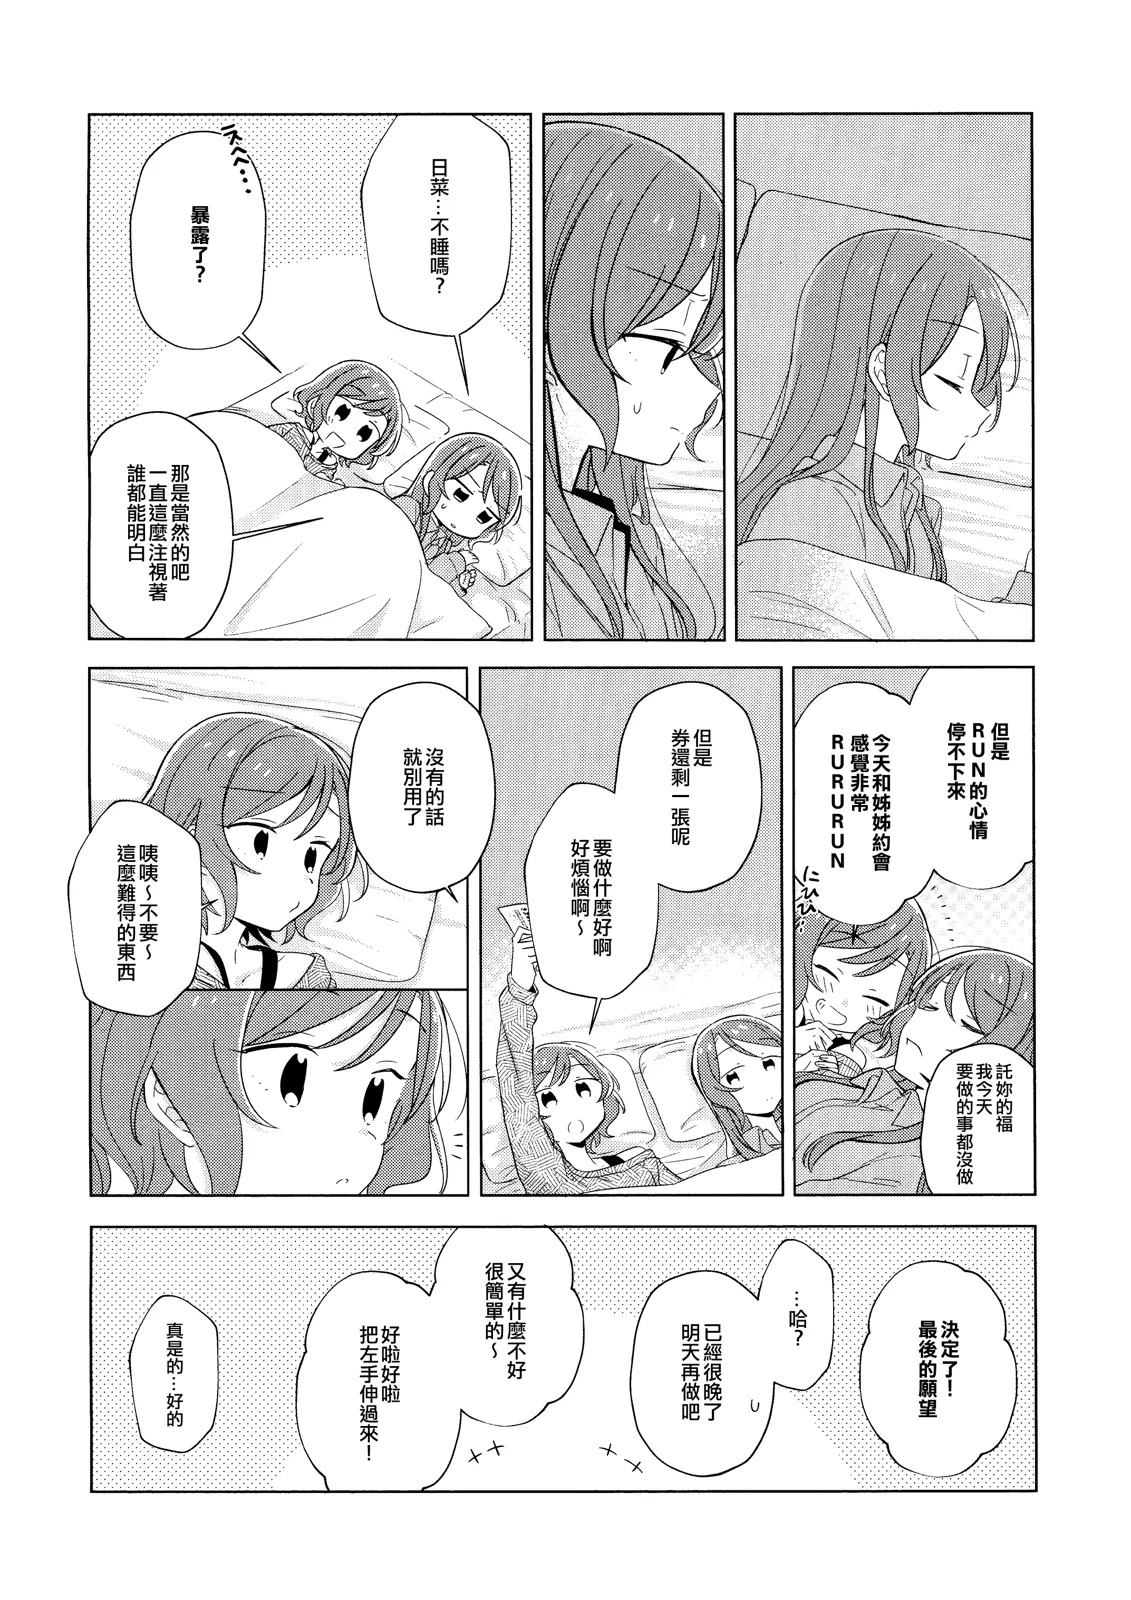 日菜…不睡嗎？
暴露了？
えへへ・・・
那是當然的吧
一直這麼注視著
誰都能明白
但是
RUN的心情
停不下來
今天和姊姊約會
感覺非常
RURURUN
にひひ…
託妳的福
我今天
要做的事都沒做
但是
券還剩一張呢
要做什麼好啊
好煩惱啊～
沒有的話
就別用了
咦咦～不要～
這麼難得的東西
決定了！
最後的願望
…哈？
已經很晚了
明天再做吧
又有什麼不好
很簡單的～
好啦好啦
把左手伸過來！
真是的…好的